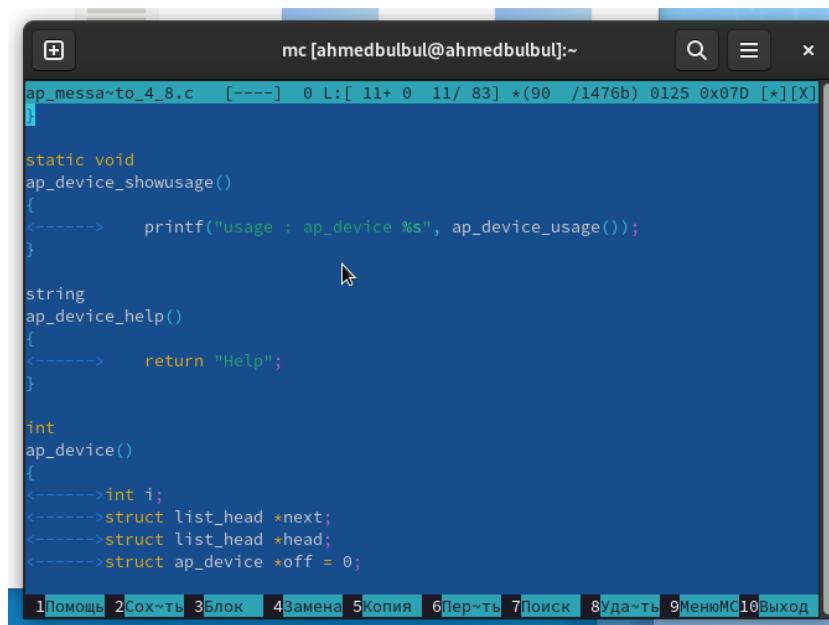 mc [ahmedbulbul@ahmedbulbul]:~
ap_messa~to_4_8.c [----] 0 L:[ 11+ 0 11/ 83] *(90 /1476b) 0125 0x07D [*][X]
}
static void
ap_device_showusage()
{
<------> printf("usage : ap_device %s", ap_device_usage());
}
string
ap_device_help()
{
<------> return "Help";
}
int
ap_device()
{
<------>int i;
<------>struct list_head *next;
<------>struct list_head *head;
<------>struct ap_device *off = 0;
1Помощь 2Сох~ть 3Блок 4Замена 5Копия 6Пер~ть 7Поиск 8Уда~ть 9МенюMC10Выход